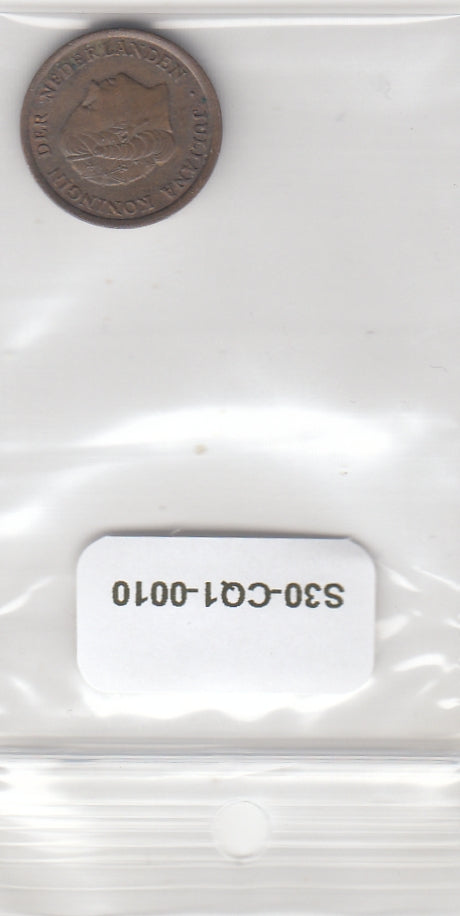 JULIANA KONINGIN DER NEDERLANDEN ·
S30-CQ1-0010